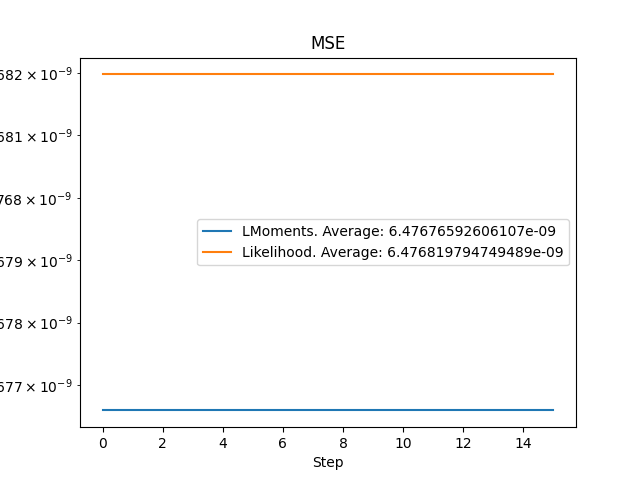 MSE
682 × 10⁻⁹
681 × 10⁻⁹
768 × 10⁻⁹
LMoments. Average: 6.47676592606107e-09
Likelihood. Average: 6.476819794749489e-09
679 × 10⁻⁹
678 × 10⁻⁹
677 × 10⁻⁹
0 2 4 6 8 10 12 14
Step